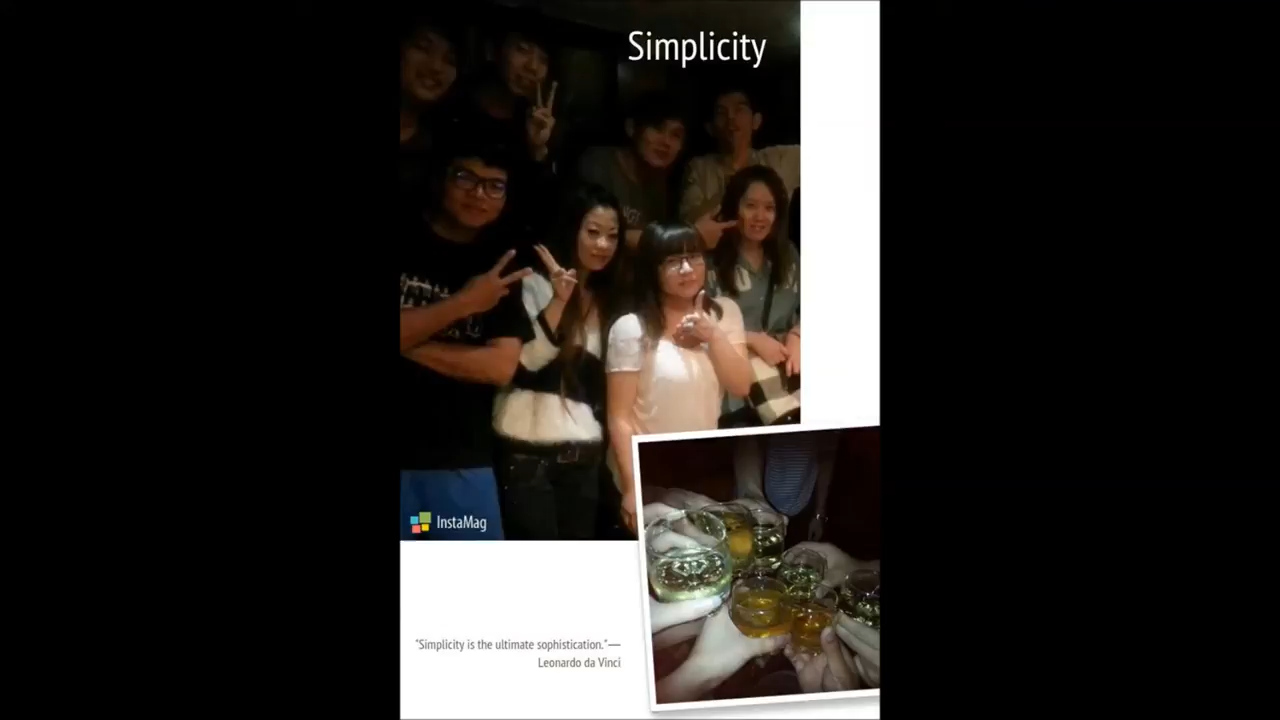 Simplicity
InstaMag
"Simplicity is the ultimate sophistication."—
Leonardo da Vinci